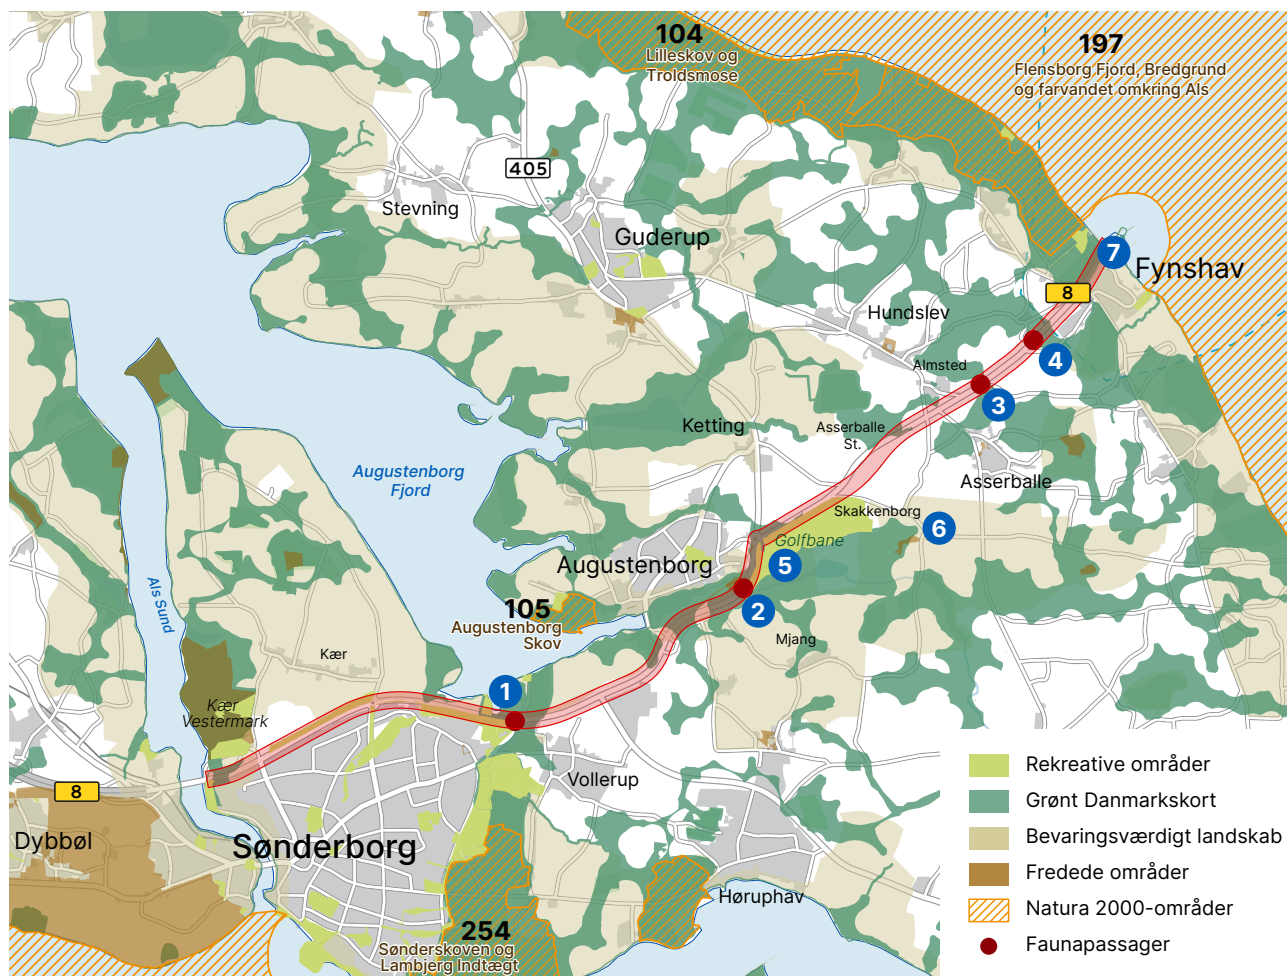 104
Lilleskov og
Troldsmose
197
Flensborg Fjord, Bredgrund
og farvandet omkring Als
405
Stevning
Guderup
7
Fynshav
8
Hundslev
4
Almsted
3
Ketting
Asserballe
St.
Augustenborg
Fjord
Asserballe
Skakkenborg
6
Golfbane
Augustenborg
5
Als Sund
105
Augustenborg
Skov
2
Mjang
Kær
1
Kær
Vestermark
Vollerup
8
Dybbøl
Sønderborg
Høruphav
254
Sønderskoven og
Lambjerg Indtægt
Rekreative områder
Grønt Danmarkskort
Bevaringsværdigt landskab
Fredede områder
Natura 2000-områder
Faunapassager